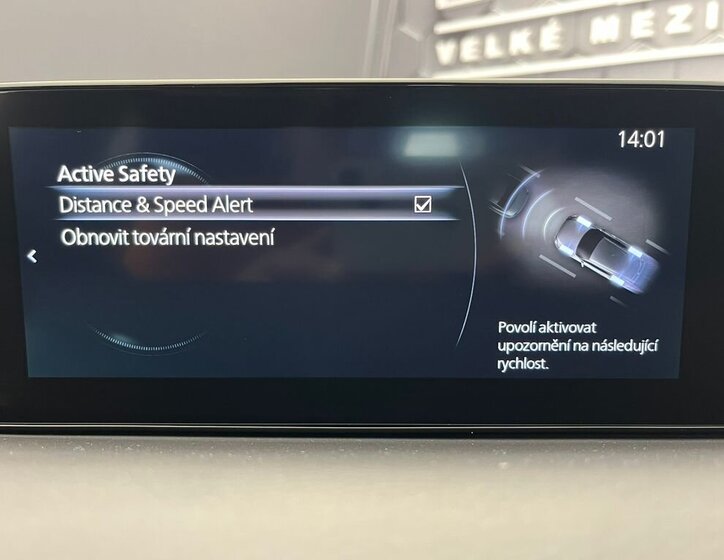 VELKÉ MEZI
14:01
Active Safety
Distance & Speed Alert
Obnovit tovární nastavení
Povolí aktivovat
upozornění na následující
rychlost.